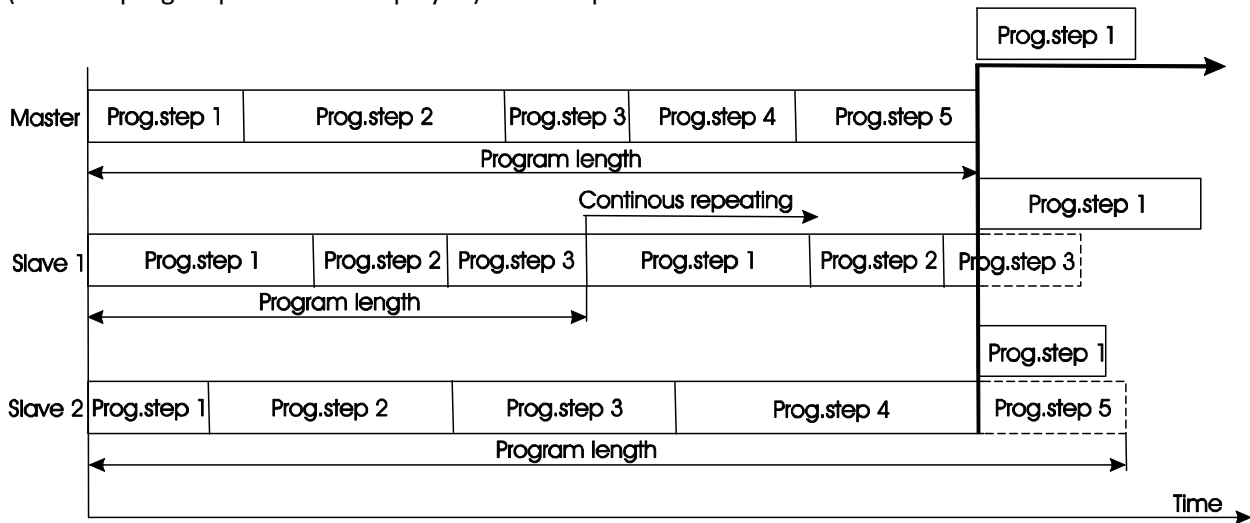 Prog.step 1
Master Prog.step 1 Prog.step 2 Prog.step 3 Prog.step 4 Prog.step 5
Program length
Continous repeating
Prog.step 1
Slave 1 Prog.step 1 Prog.step 2 Prog.step 3 Prog.step 1 Prog.step 2 Prog.step 3
Program length
Prog.step 1
Slave 2 Prog.step 1 Prog.step 2 Prog.step 3 Prog.step 4 Prog.step 5
Program length
Time